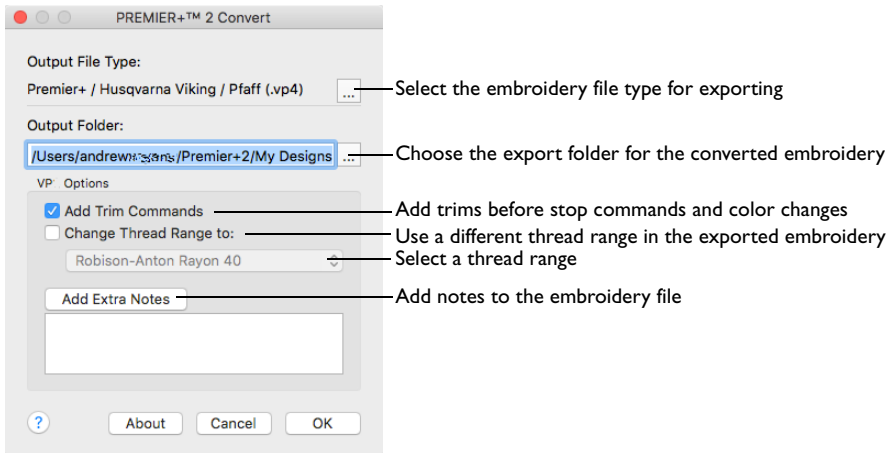 PREMIER+™ 2 Convert
Output File Type:
Premier+ / Husqvarna Viking / Pfaff (.vp4)
...
Select the embroidery file type for exporting
Output Folder:
/Users/andrew /Premier+2/My Designs
...
Choose the export folder for the converted embroidery
VP Options
Add Trim Commands
Add trims before stop commands and color changes
Change Thread Range to:
Use a different thread range in the exported embroidery
Robison-Anton Rayon 40
Select a thread range
Add Extra Notes
Add notes to the embroidery file
?
About
Cancel
OK